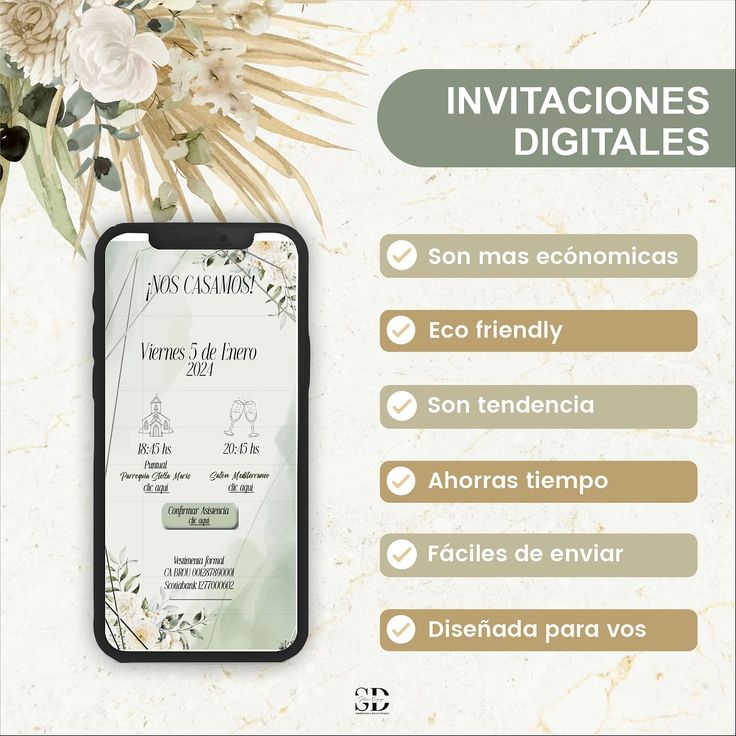 INVITACIONES
DIGITALES
¡NOS CASAMOS!
Viernes 5 de Enero
2024
18:45 hs
20:45 hs
Puntual
Parroquia Stella Maris
Salón Mediterraneo
clic aquí
clic aquí
Confirmar Asistencia
clic aquí
Vestimenta formal
CA BROU 001287890001
Scotiabank 1277000602
Son mas ecónomicas
Eco friendly
Son tendencia
Ahorras tiempo
Fáciles de enviar
Diseñada para vos
SD